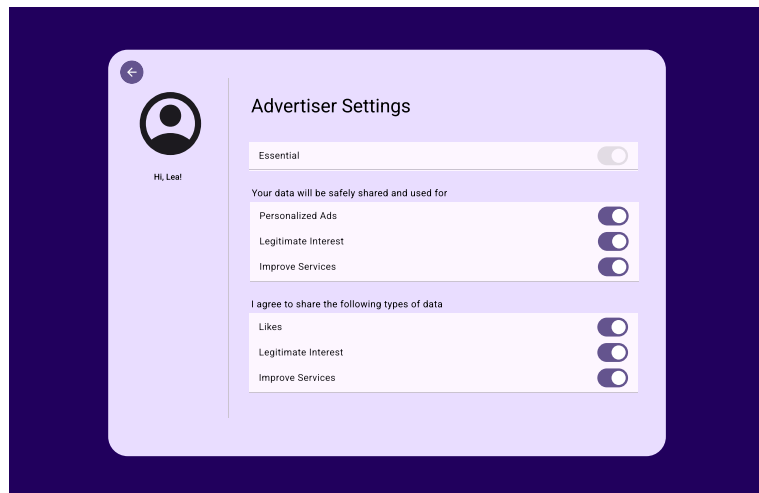 Hi, Lea!
Advertiser Settings
Essential
Your data will be safely shared and used for
Personalized Ads
Legitimate Interest
Improve Services
I agree to share the following types of data
Likes
Legitimate Interest
Improve Services